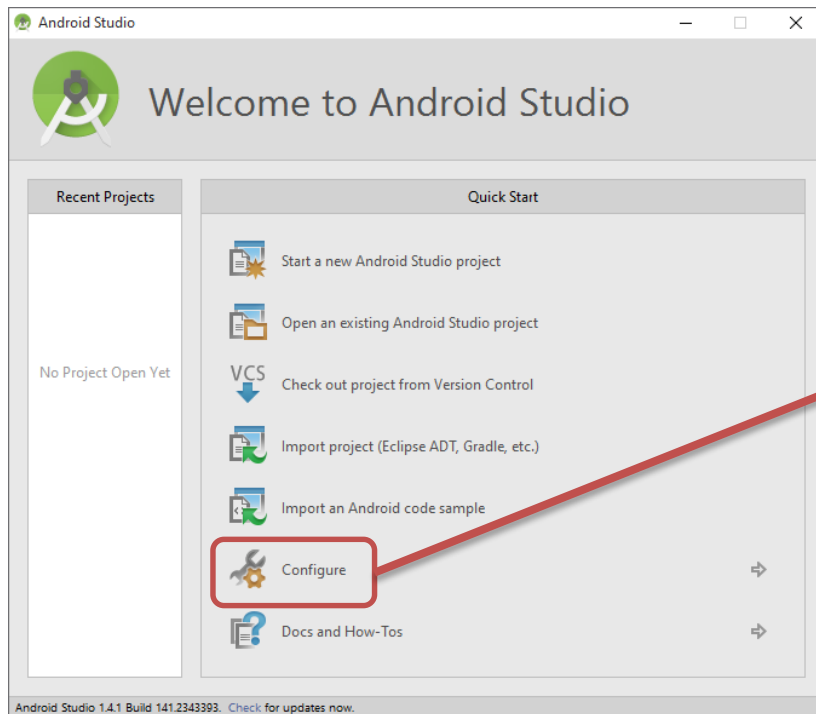 Android Studio
Welcome to Android Studio
Recent Projects
No Project Open Yet
Quick Start
Start a new Android Studio project
Open an existing Android Studio project
VCS
Check out project from Version Control
Import project (Eclipse ADT, Gradle, etc.)
Import an Android code sample
Configure
Docs and How-Tos
Android Studio 1.4.1 Build 141.2343393. Check for updates now.